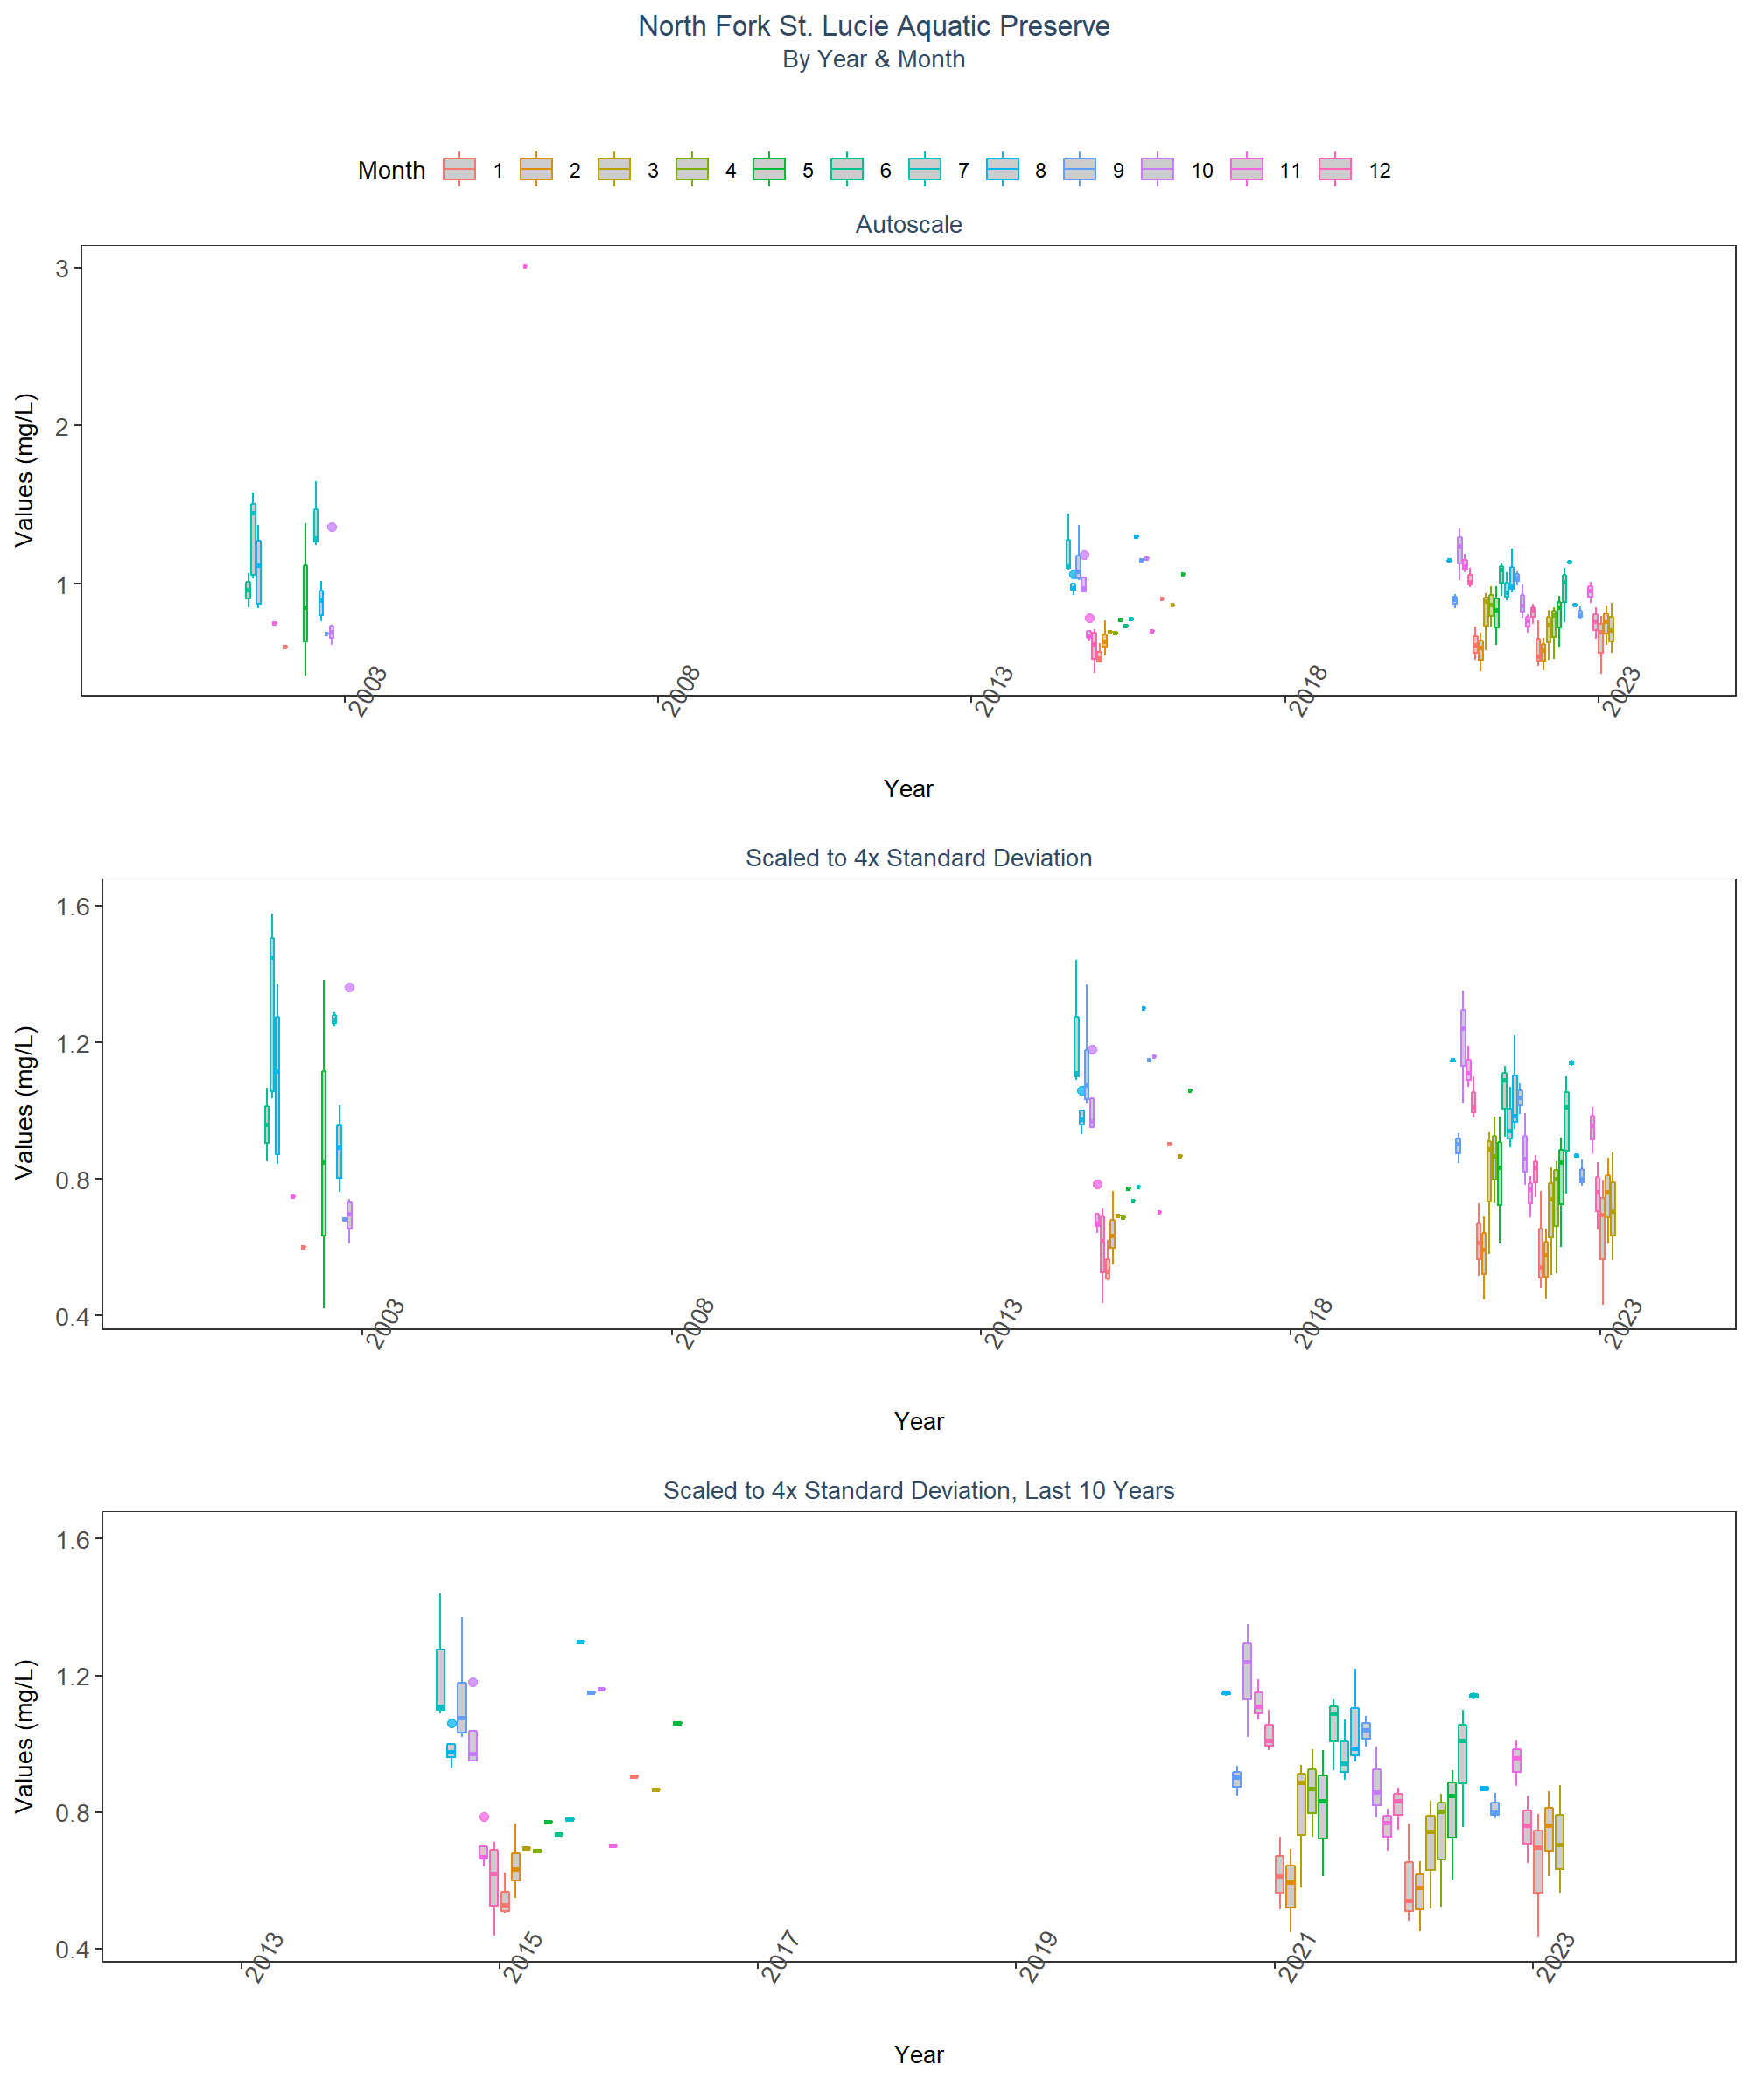 North Fork St. Lucie Aquatic Preserve
By Year & Month
Month 1 2 3 4 5 6 7 8 9 10 11 12
Autoscale
Values (mg/L)
3
2
1
2003 2008 2013 2018 2023
Year
Scaled to 4x Standard Deviation
Values (mg/L)
1.6
1.2
0.8
0.4
2003 2008 2013 2018 2023
Year
Scaled to 4x Standard Deviation, Last 10 Years
Values (mg/L)
1.6
1.2
0.8
0.4
2013 2015 2017 2019 2021 2023
Year